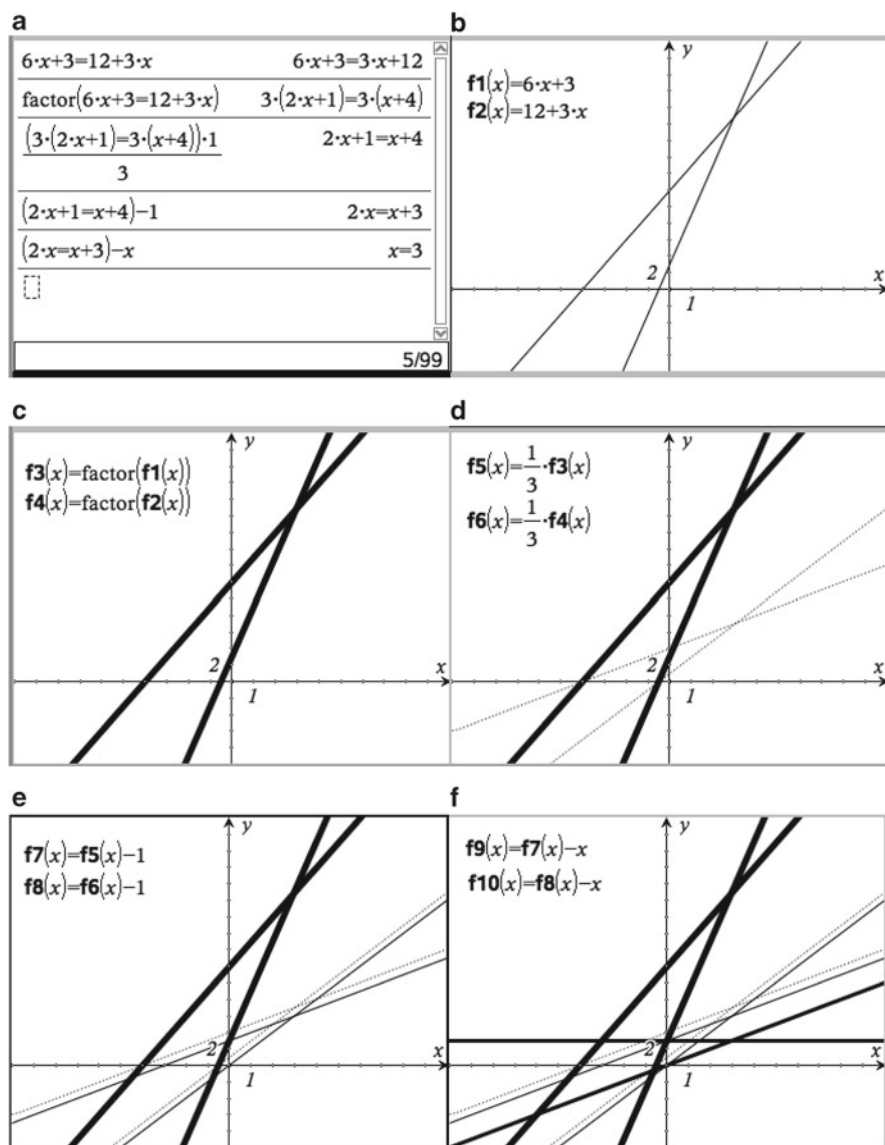 a
6·x+3=12+3·x 6·x+3=3·x+12
factor(6·x+3=12+3·x) 3·(2·x+1)=3·(x+4)
(3·(2·x+1)=3·(x+4))·1 2·x+1=x+4
3
(2·x+1=x+4)−1 2·x=x+3
(2·x=x+3)−x x=3
5/99
b
y
f1(x)=6·x+3
f2(x)=12+3·x
2
x
1
c
y
f3(x)=factor(f1(x))
f4(x)=factor(f2(x))
2
x
1
d
y
f5(x)=1/3·f3(x)
f6(x)=1/3·f4(x)
2
x
1
e
y
f7(x)=f5(x)−1
f8(x)=f6(x)−1
2
x
1
f
y
f9(x)=f7(x)−x
f10(x)=f8(x)−x
2
x
1